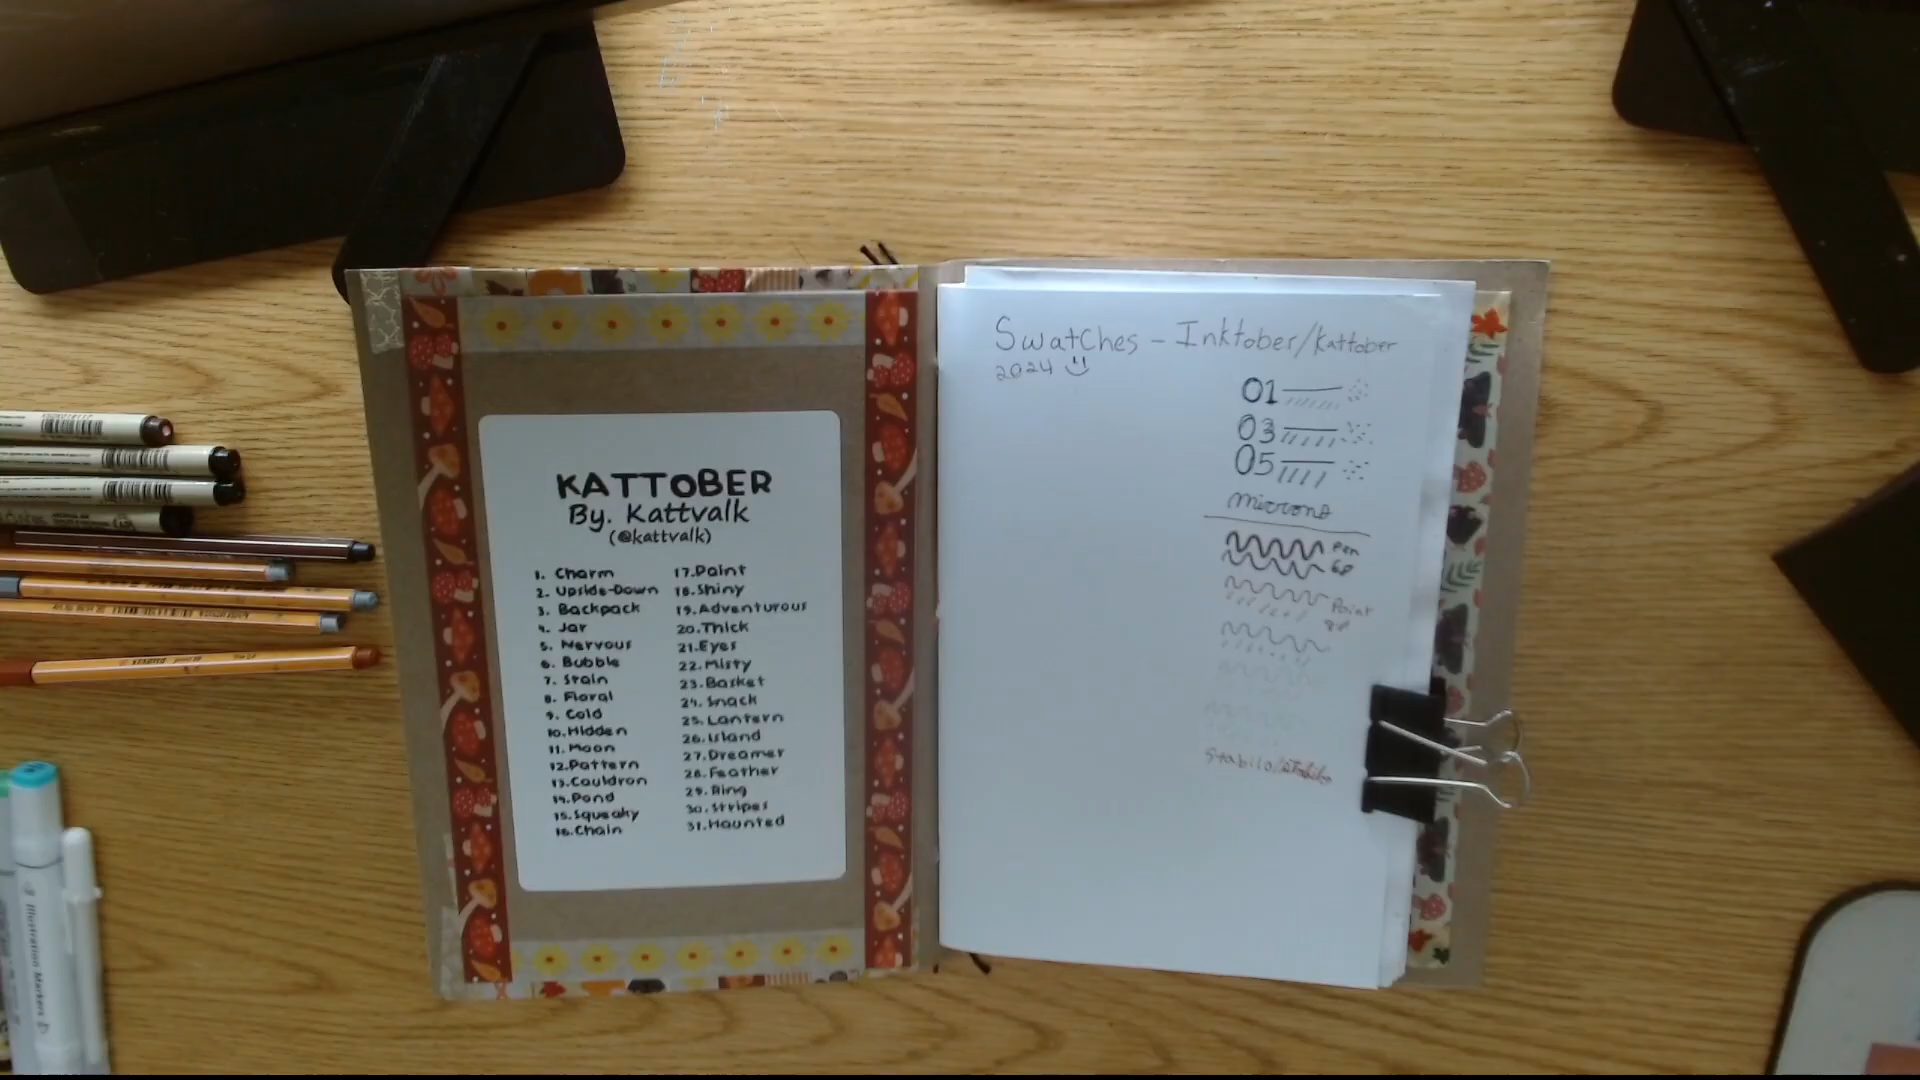 KATTOBER
By. Kattvalk
(@kattvalk)
1. Charm
2. Upside-Down
3. Backpack
4. Jar
5. Nervous
6. Bubble
7. Stain
8. Floral
9. Cold
10. Hidden
11. Moon
12. Pattern
13. Cauldron
14. Pond
15. Squeaky
16. Chain
17. Paint
18. Shiny
19. Adventurous
20. Thick
21. Eyes
22. Misty
23. Basket
24. Snack
25. Lantern
26. Island
27. Dreamer
28. Feather
29. Ring
30. Stripes
31. Haunted
Swatches - Inktober/Kattober
2024
01
03
05
microns
Pen
68
Point
88
Stabilo/Stabilo
Illustration Markers